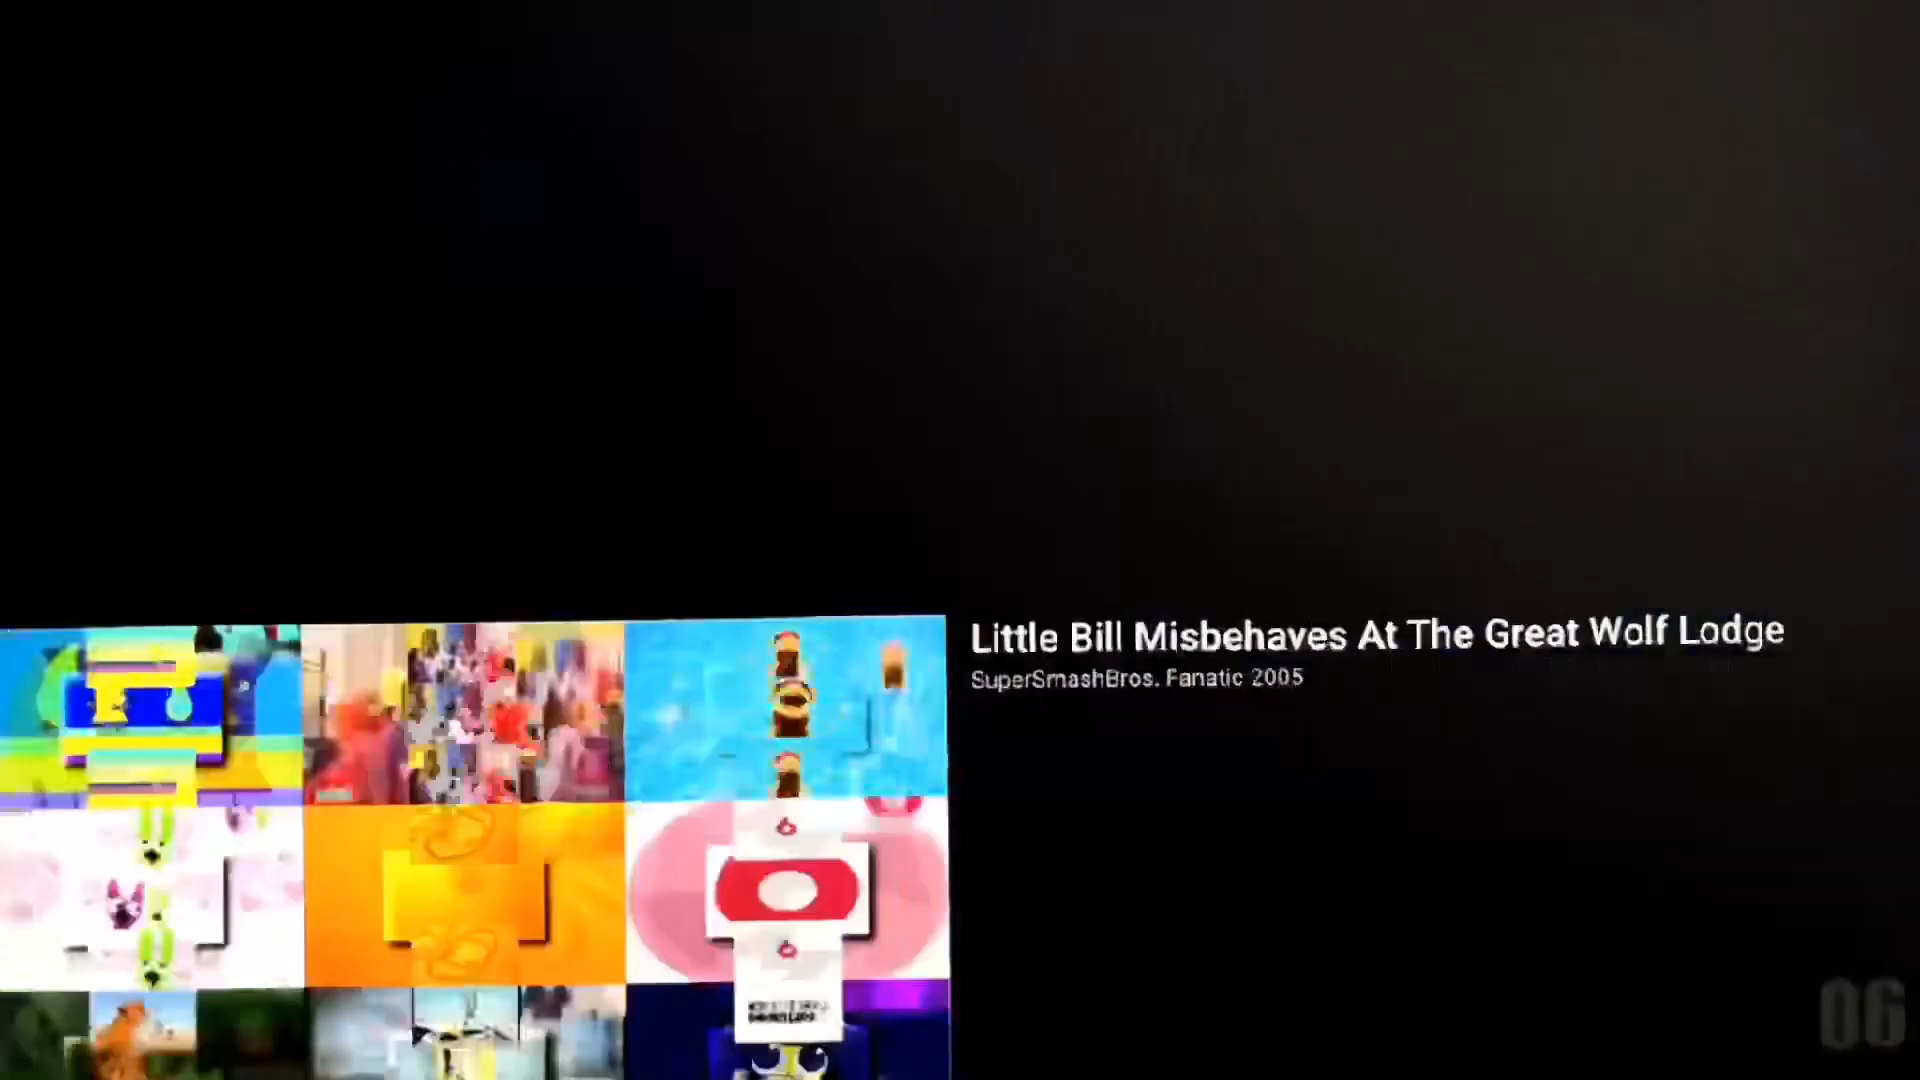 Little Bill Misbehaves At The Great Wolf Lodge
SuperSmashBros. Fanatic 2005
06